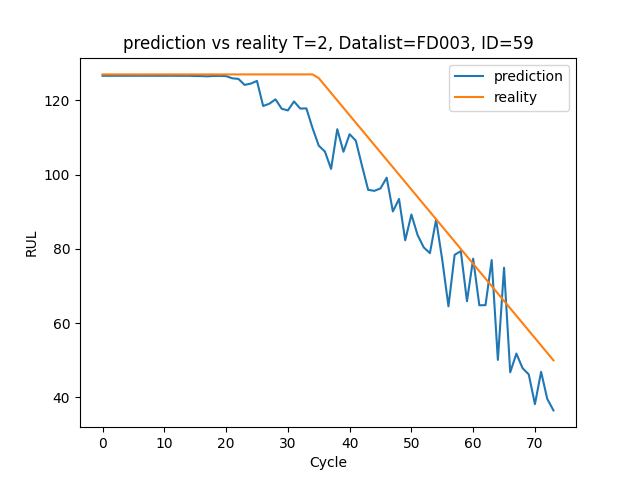 prediction vs reality T=2, Datalist=FD003, ID=59
prediction
reality
RUL
120
100
80
60
40
0 10 20 30 40 50 60 70
Cycle